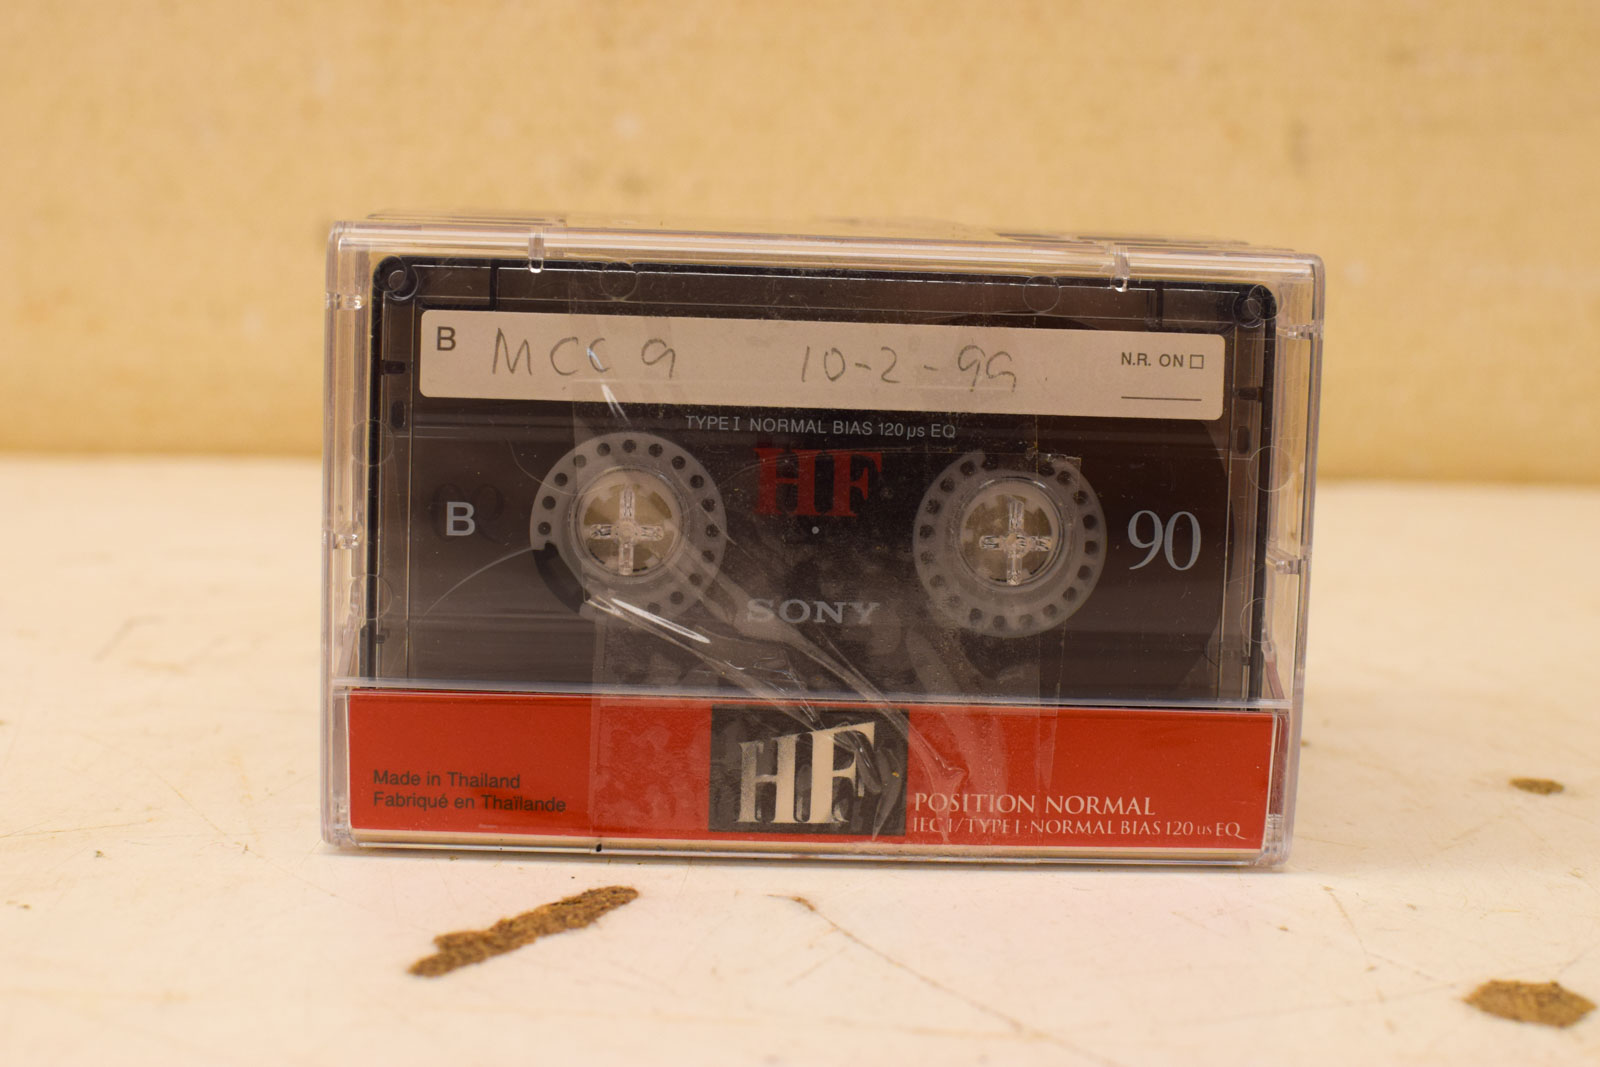 B MCC 9 10-2-99 N.R. ON
TYPE I NORMAL BIAS 120 µs EQ
HF
B 90
SONY
HF
Made in Thailand
Fabriqué en Thaïlande
POSITION NORMAL
IEC I/TYPE I · NORMAL BIAS 120 us EQ